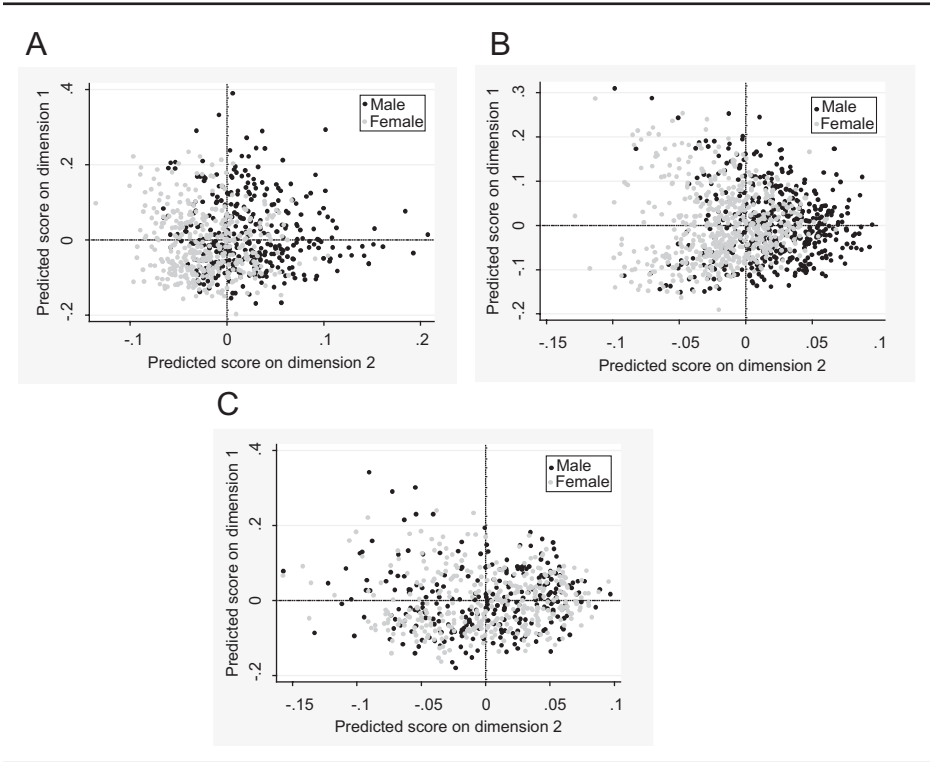 A
Predicted score on dimension 1
.4
.2
0
-.2
Male
Female
-.1
0
.1
.2
Predicted score on dimension 2
B
Predicted score on dimension 1
.3
.2
.1
0
-.1
-.2
Male
Female
-.15
-.1
-.05
0
.05
.1
Predicted score on dimension 2
C
Predicted score on dimension 1
.4
.2
0
-.2
Male
Female
-.15
-.1
-.05
0
.05
.1
Predicted score on dimension 2